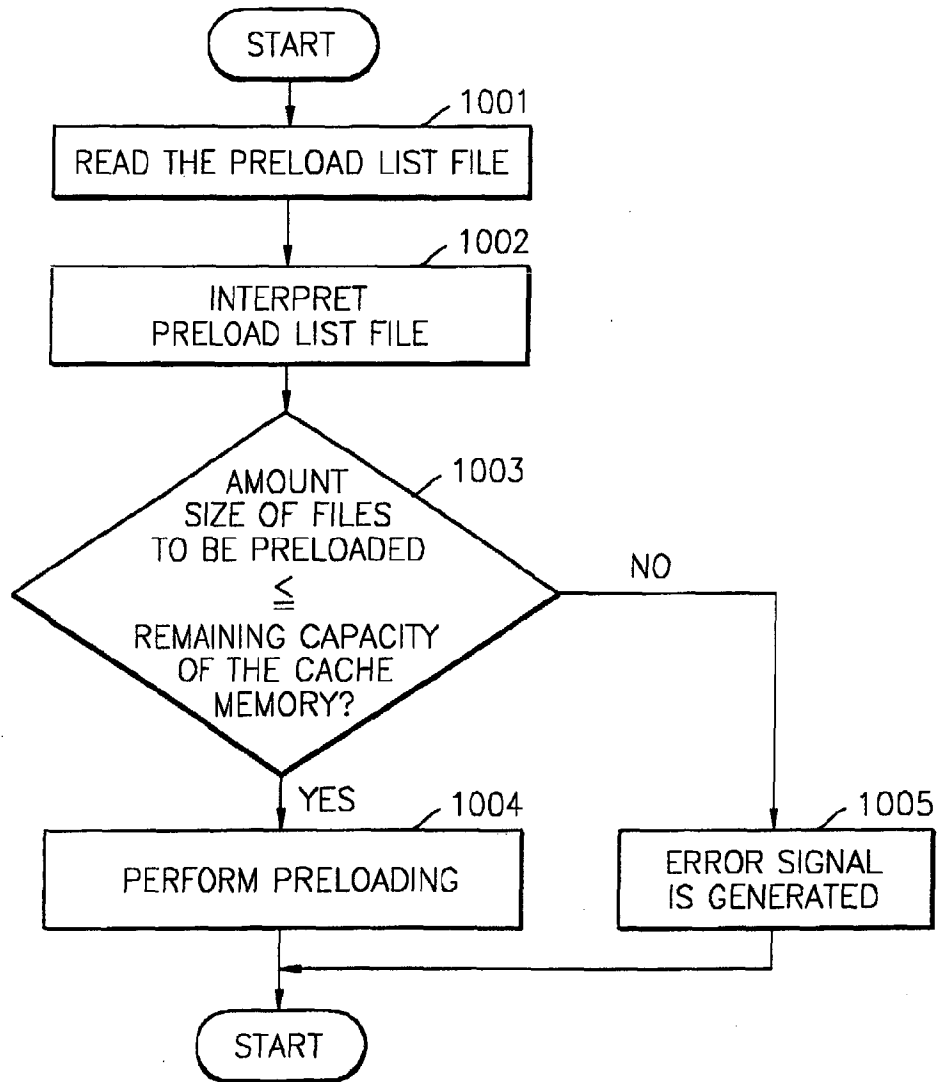 START
1001
READ THE PRELOAD LIST FILE
1002
INTERPRET
PRELOAD LIST FILE
1003
AMOUNT
SIZE OF FILES
TO BE PRELOADED
≦
REMAINING CAPACITY
OF THE CACHE
MEMORY?
NO
YES
1004
PERFORM PRELOADING
1005
ERROR SIGNAL
IS GENERATED
START